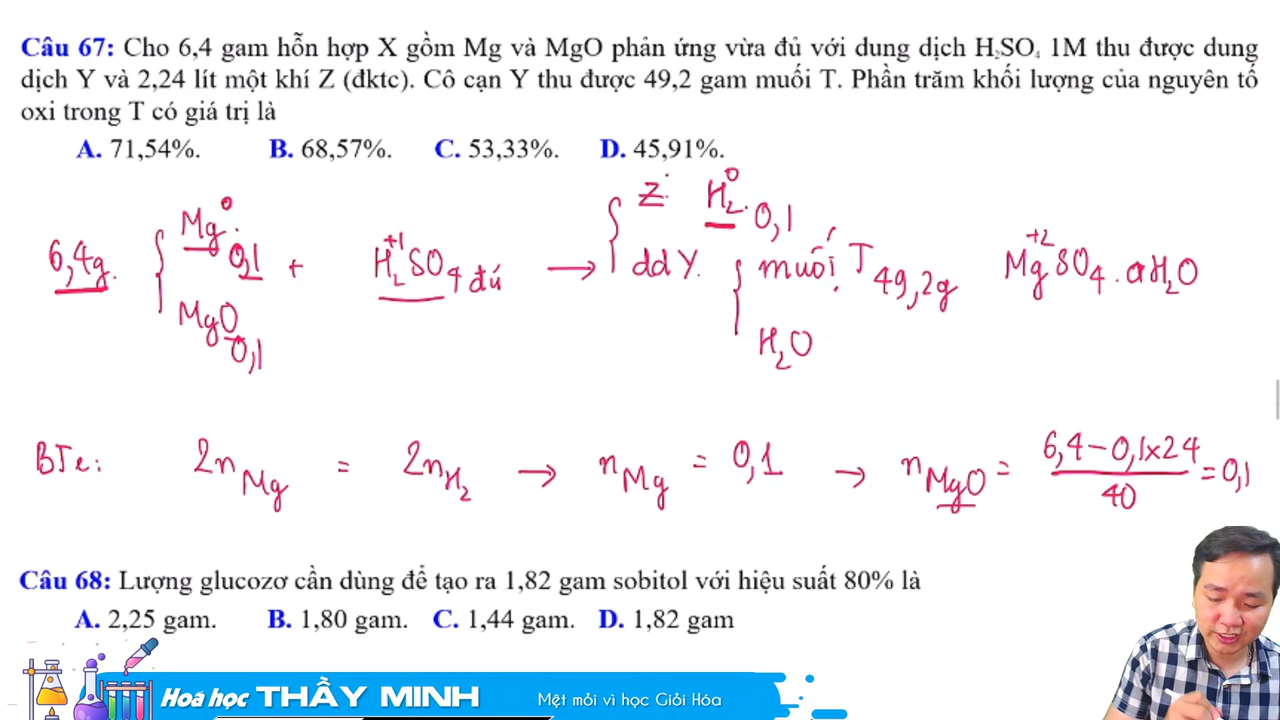 Câu 67: Cho 6,4 gam hỗn hợp X gồm Mg và MgO phản ứng vừa đủ với dung dịch H₂SO₄ 1M thu được dung
dịch Y và 2,24 lít một khí Z (đktc). Cô cạn Y thu được 49,2 gam muối T. Phần trăm khối lượng của nguyên tố
oxi trong T có giá trị là
A. 71,54%. B. 68,57%. C. 53,33%. D. 45,91%.
6,4g. { Mg⁰ 0,1 MgO 0,1 + H₂⁺¹SO₄ đủ → { Z: H₂⁰. 0,1 ddY. { muối T 49,2g H₂O Mg⁺²SO₄.aH₂O
BTe: 2nMg = 2nH₂ → nMg = 0,1 → nMgO = (6,4 – 0,1x24)/40 = 0,1
Câu 68: Lượng glucozơ cần dùng để tạo ra 1,82 gam sobitol với hiệu suất 80% là
A. 2,25 gam. B. 1,80 gam. C. 1,44 gam. D. 1,82 gam
Hoá học THẦY MINH Mệt mỏi vì học Giỏi Hóa